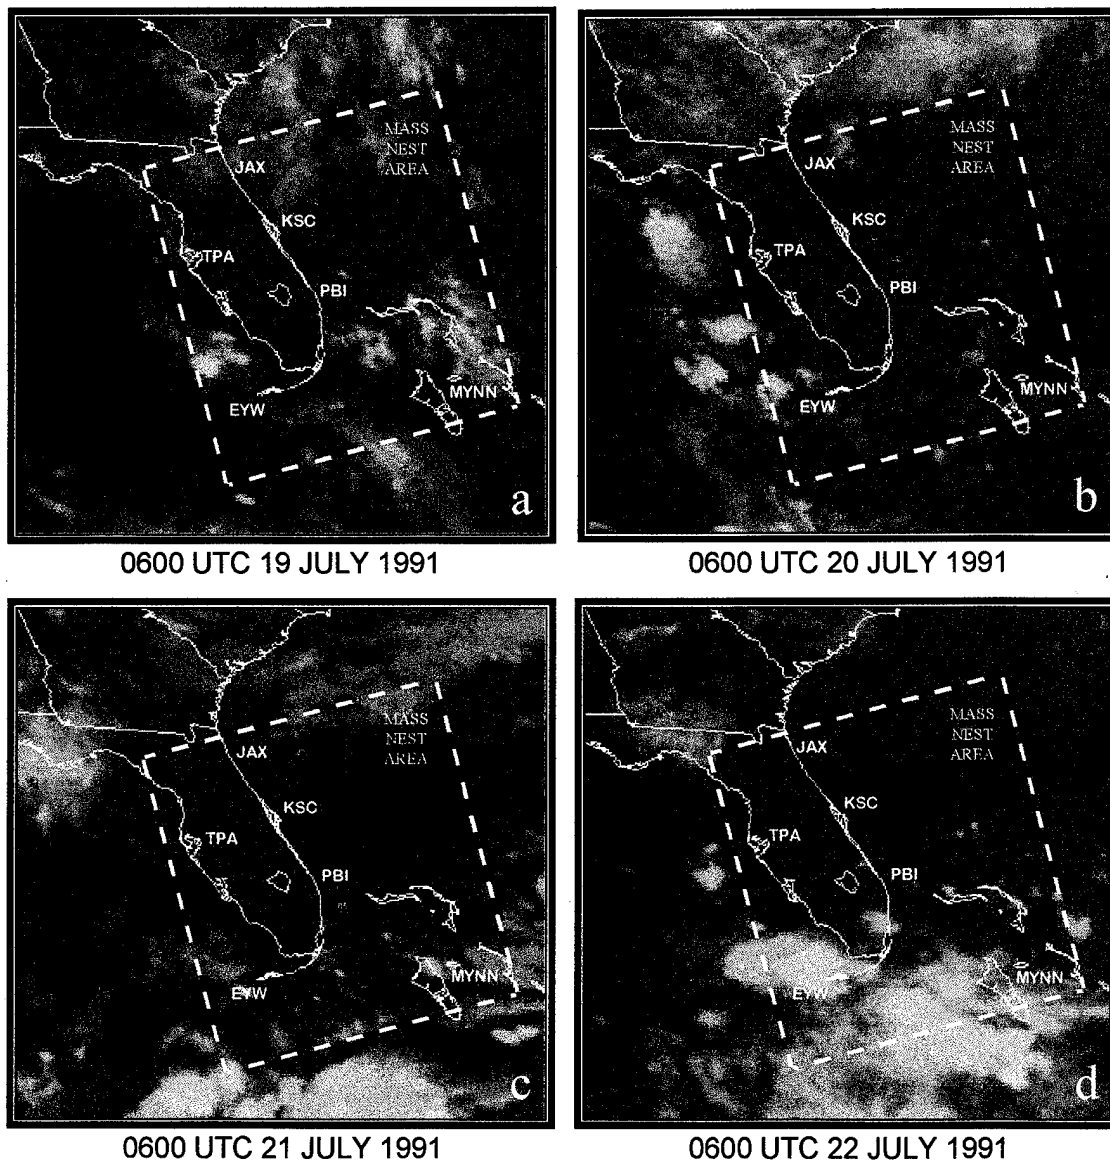 MASS
NEST
AREA
JAX
KSC
TPA
PBI
MYNN
EYW
a
0600 UTC 19 JULY 1991
MASS
NEST
AREA
JAX
KSC
TPA
PBI
MYNN
EYW
b
0600 UTC 20 JULY 1991
MASS
NEST
AREA
JAX
KSC
TPA
PBI
MYNN
EYW
c
0600 UTC 21 JULY 1991
MASS
NEST
AREA
JAX
KSC
TPA
PBI
MYNN
EYW
d
0600 UTC 22 JULY 1991